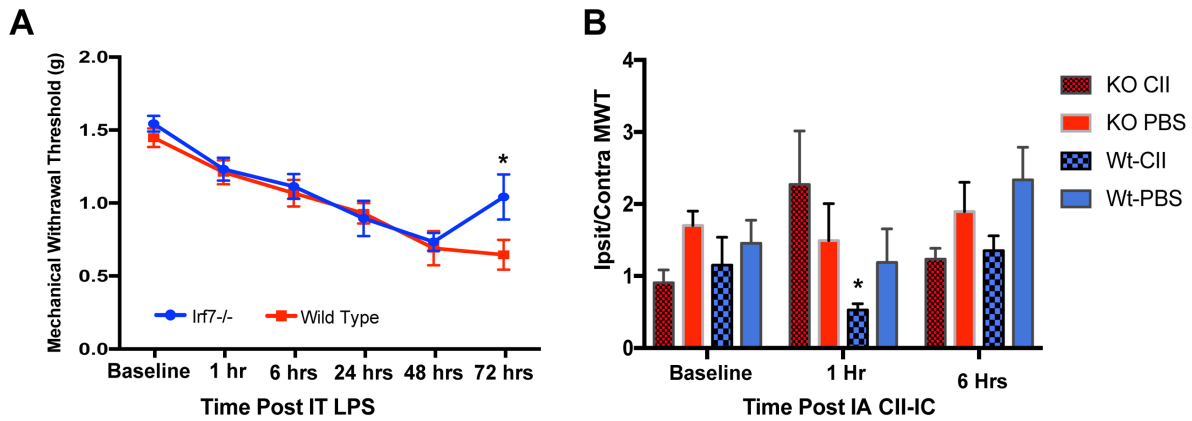 A
Mechanical Withrawal Threshold (g)
2.0
1.5
1.0
0.5
0.0
*
Irf7-/-
Wild Type
Baseline 1 hr 6 hrs 24 hrs 48 hrs 72 hrs
Time Post IT LPS
B
Ipsit/Contra MWT
4
3
2
1
0
*
Baseline 1 Hr 6 Hrs
Time Post IA CII-IC
KO CII
KO PBS
Wt-CII
Wt-PBS